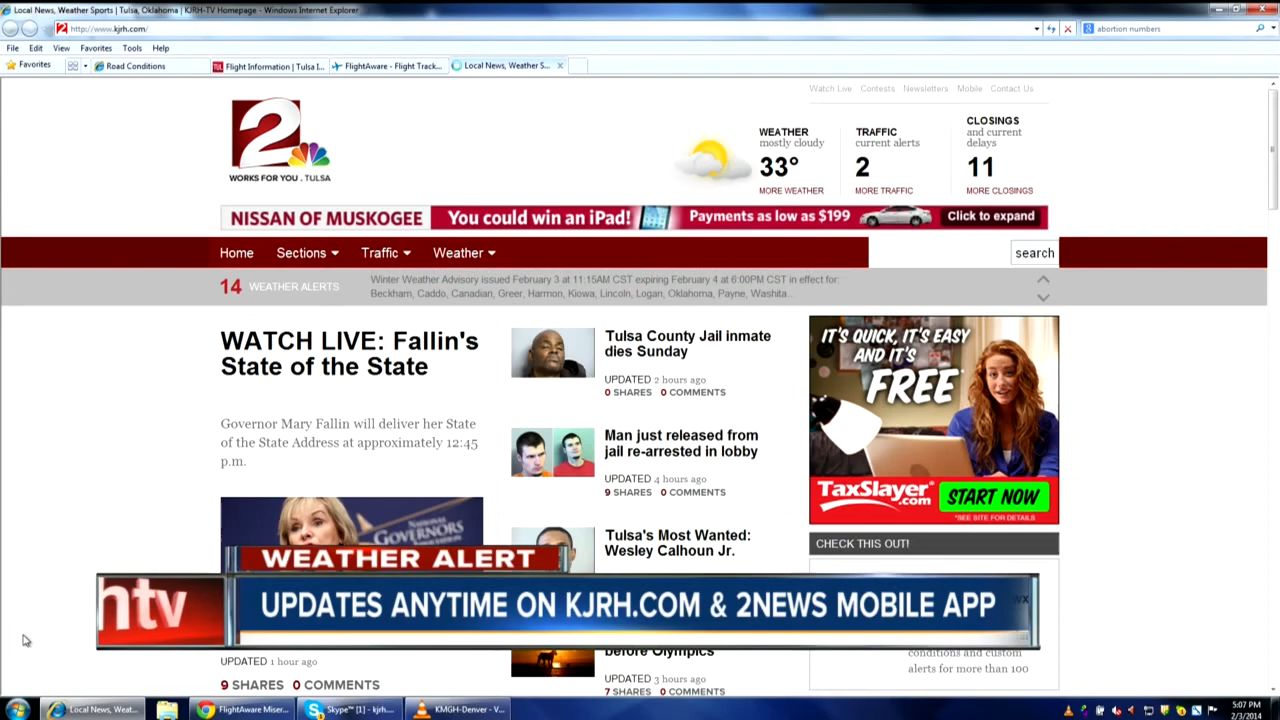 Local News, Weather Sports | Tulsa, Oklahoma | KJRH-TV Homepage - Windows Internet Explorer
http://www.kjrh.com/
abortion numbers
File Edit View Favorites Tools Help
Favorites
Road Conditions
Flight Information | Tulsa I...
FlightAware - Flight Track...
Local News, Weather S...
Watch Live Contests Newsletters Mobile Contact Us
2
WORKS FOR YOU . TULSA
WEATHER
mostly cloudy
33°
MORE WEATHER
TRAFFIC
current alerts
2
MORE TRAFFIC
CLOSINGS
and current
delays
11
MORE CLOSINGS
NISSAN OF MUSKOGEE You could win an iPad! Payments as low as $199 Click to expand
Home Sections Traffic Weather
search
14 WEATHER ALERTS
Winter Weather Advisory issued February 3 at 11:15AM CST expiring February 4 at 6:00PM CST in effect for:
Beckham, Caddo, Canadian, Greer, Harmon, Kiowa, Lincoln, Logan, Oklahoma, Payne, Washita...
WATCH LIVE: Fallin's
State of the State
Governor Mary Fallin will deliver her State
of the State Address at approximately 12:45
p.m.
NATIONAL
GOVERNORS
UPDATED 1 hour ago
9 SHARES 0 COMMENTS
Tulsa County Jail inmate
dies Sunday
UPDATED 2 hours ago
0 SHARES 0 COMMENTS
Man just released from
jail re-arrested in lobby
UPDATED 4 hours ago
9 SHARES 0 COMMENTS
Tulsa's Most Wanted:
Wesley Calhoun Jr.
before Olympics
UPDATED 3 hours ago
7 SHARES 0 COMMENTS
IT'S QUICK, IT'S EASY
AND IT'S
FREE*
TaxSlayer.com
START NOW
*SEE SITE FOR DETAILS
CHECK THIS OUT!
conditions and custom
alerts for more than 100
WEATHER ALERT
htv
UPDATES ANYTIME ON KJRH.COM & 2NEWS MOBILE APP
Local News, Weat...
FlightAware Miser...
Skype™ [1] - kjrh....
KMGH-Denver - V...
5:07 PM
2/3/2014